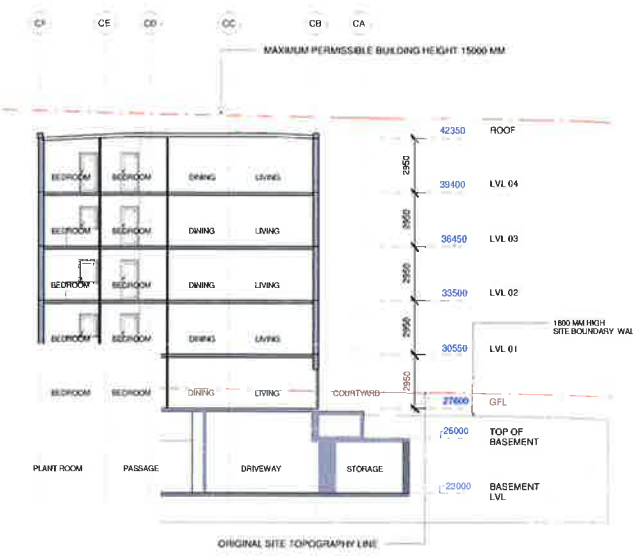 CF CE CD CC CB CA
MAXIMUM PERMISSIBLE BUILDING HEIGHT 15000 MM
42350 ROOF
2950
BEDROOM BEDROOM DINING LIVING
39400 LVL 04
2950
BEDROOM BEDROOM DINING LIVING
36450 LVL 03
2950
BEDROOM BEDROOM DINING LIVING
33500 LVL 02
2950
1800 MM HIGH
SITE BOUNDARY WAL
BEDROOM BEDROOM DINING LIVING
30550 LVL 01
2950
BEDROOM BEDROOM DINING LIVING COURTYARD
27600 GFL
26000 TOP OF
BASEMENT
PLANT ROOM PASSAGE DRIVEWAY STORAGE
23000 BASEMENT
LVL
ORIGINAL SITE TOPOGRAPHY LINE